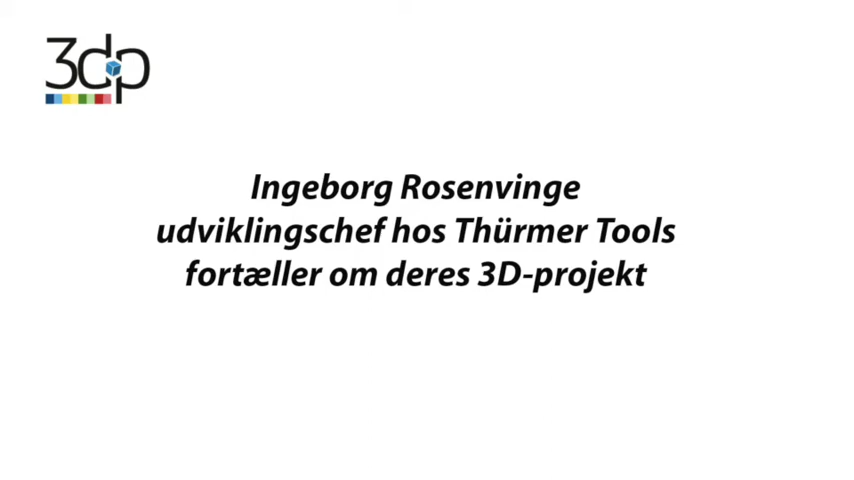 3dp
Ingeborg Rosenvinge
udviklingschef hos Thürmer Tools
fortæller om deres 3D-projekt